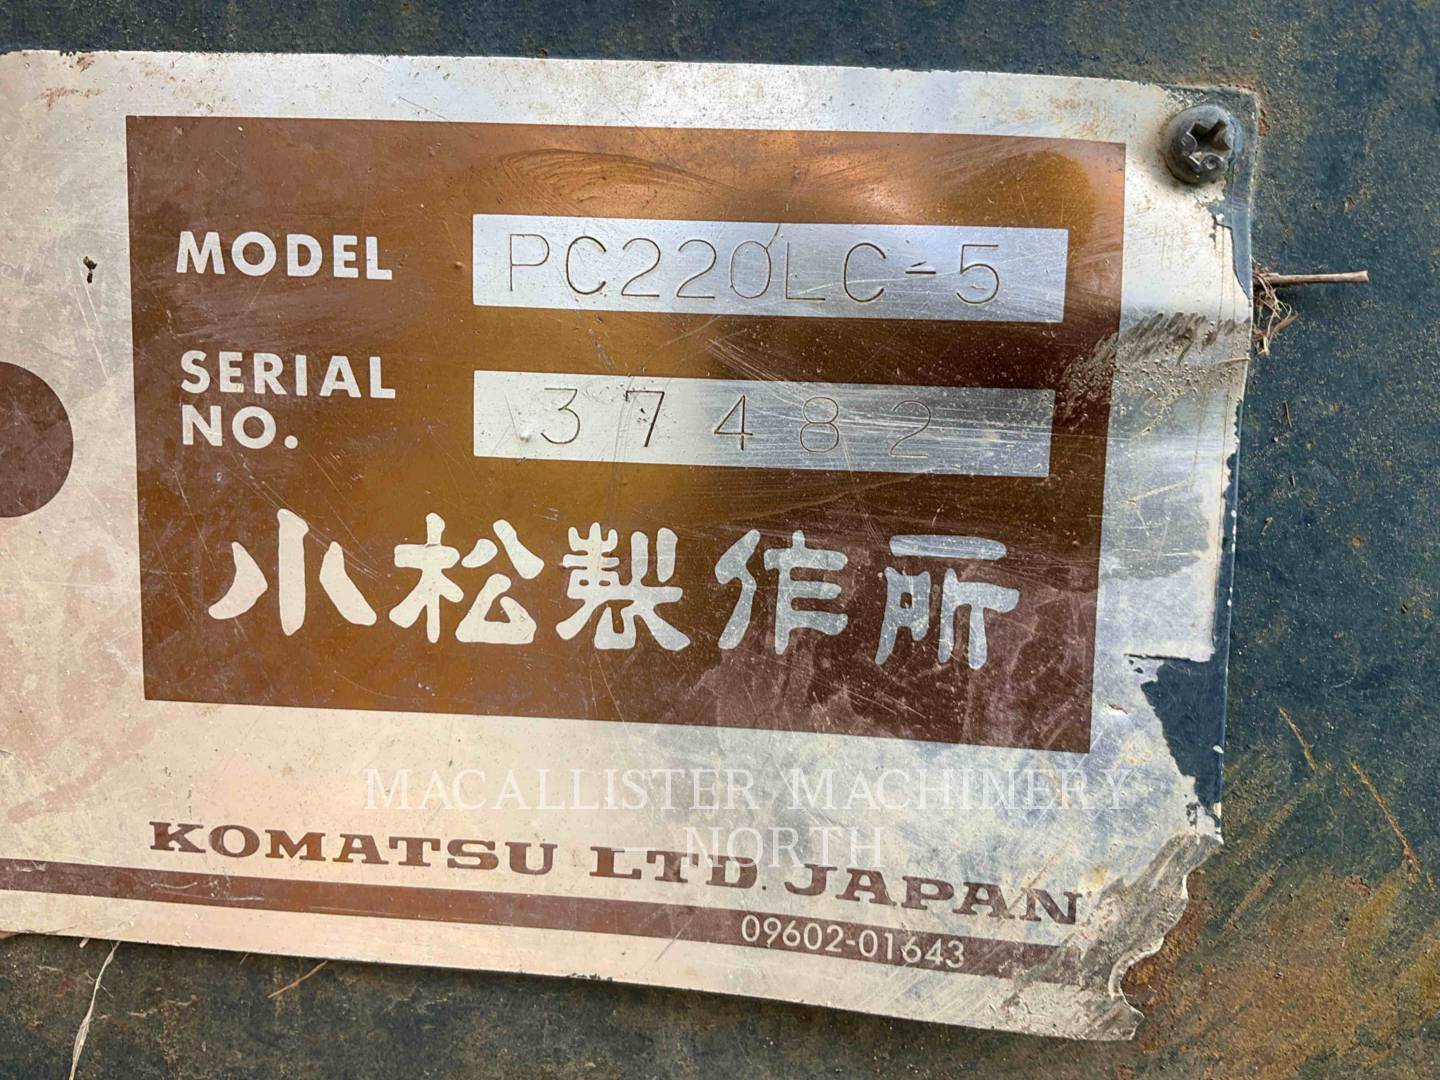 MODEL PC220LC-5
SERIAL NO. 37482
小松製作所
MACALLISTER MACHINERY
NORTH
KOMATSU LTD. JAPAN
09602-01643